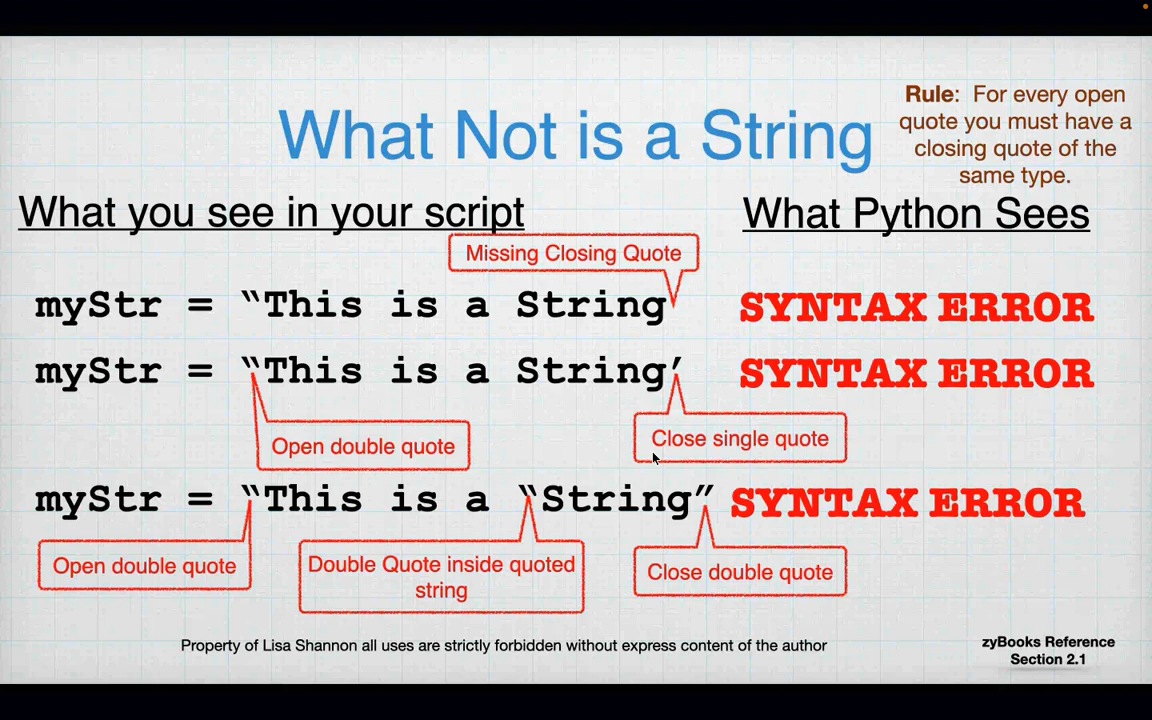 Rule:  For every open
quote you must have a
closing quote of the
same type.
What Not is a String
What you see in your script
What Python Sees
Missing Closing Quote
myStr = “This is a String
SYNTAX ERROR
myStr = “This is a String’
SYNTAX ERROR
Open double quote
Close single quote
myStr = “This is a “String”
SYNTAX ERROR
Open double quote
Double Quote inside quoted
string
Close double quote
Property of Lisa Shannon all uses are strictly forbidden without express content of the author
zyBooks Reference
Section 2.1